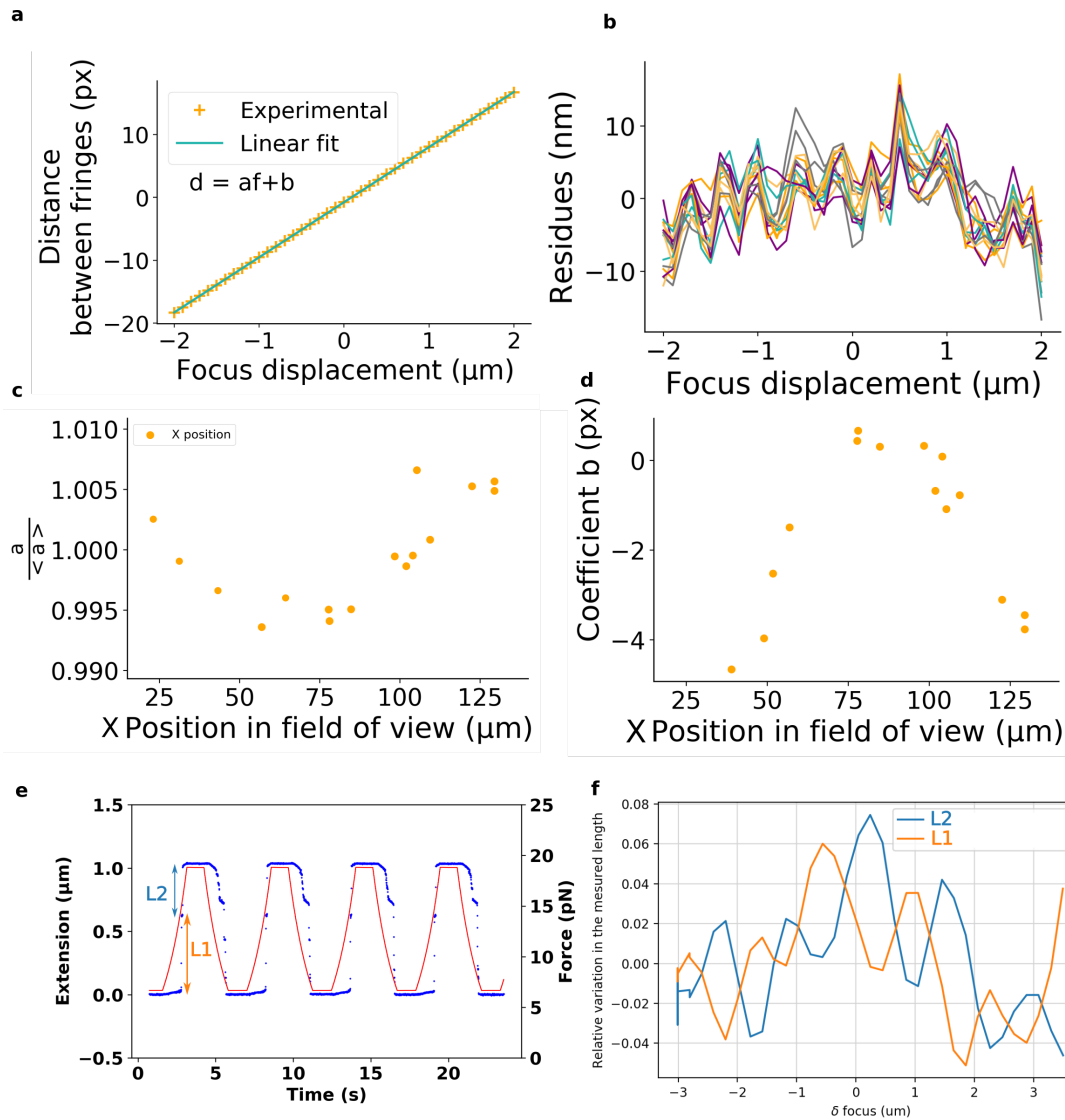 a
Distance
between fringes (px)
10
0
−10
−20
Experimental
Linear fit
d = af+b
−2
−1
0
1
2
Focus displacement (μm)
b
Residues (nm)
10
0
−10
−2
−1
0
1
2
Focus displacement (μm)
c
a
< a >
1.010
1.005
1.000
0.995
0.990
X position
25
50
75
100
125
X Position in field of view (μm)
d
Coefficient b (px)
0
−2
−4
25
50
75
100
125
X Position in field of view (μm)
e
Extension (μm)
1.5
1.0
0.5
0.0
−0.5
L2
L1
0
5
10
15
20
Time (s)
25
20
15
10
5
0
Force (pN)
f
Relative variation in the mesured length
0.08
0.06
0.04
0.02
0.00
−0.02
−0.04
L2
L1
−3
−2
−1
0
1
2
3
δ focus (um)